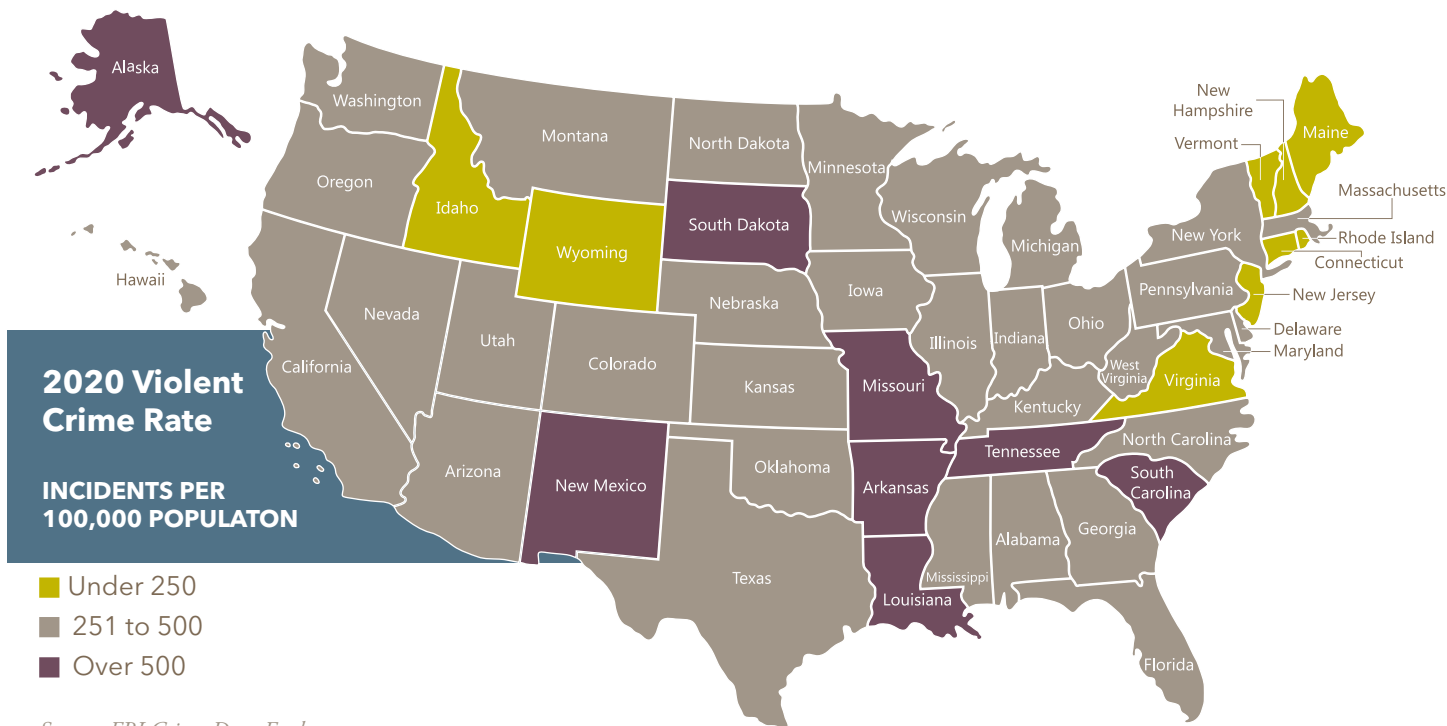 Alaska
Washington
Montana
North Dakota
Minnesota
New
Hampshire
Vermont
Maine
Oregon
Idaho
Wyoming
South Dakota
Wisconsin
Michigan
New York
Massachusetts
Rhode Island
Connecticut
Hawaii
Nevada
Utah
Colorado
Nebraska
Iowa
Illinois
Indiana
Ohio
Pennsylvania
New Jersey
Delaware
Maryland
California
Kansas
Missouri
Kentucky
West
Virginia
Virginia
Arizona
New Mexico
Oklahoma
Arkansas
Tennessee
North Carolina
South
Carolina
Texas
Louisiana
Mississippi
Alabama
Georgia
Florida
2020 Violent
Crime Rate
INCIDENTS PER
100,000 POPULATON
Under 250
251 to 500
Over 500